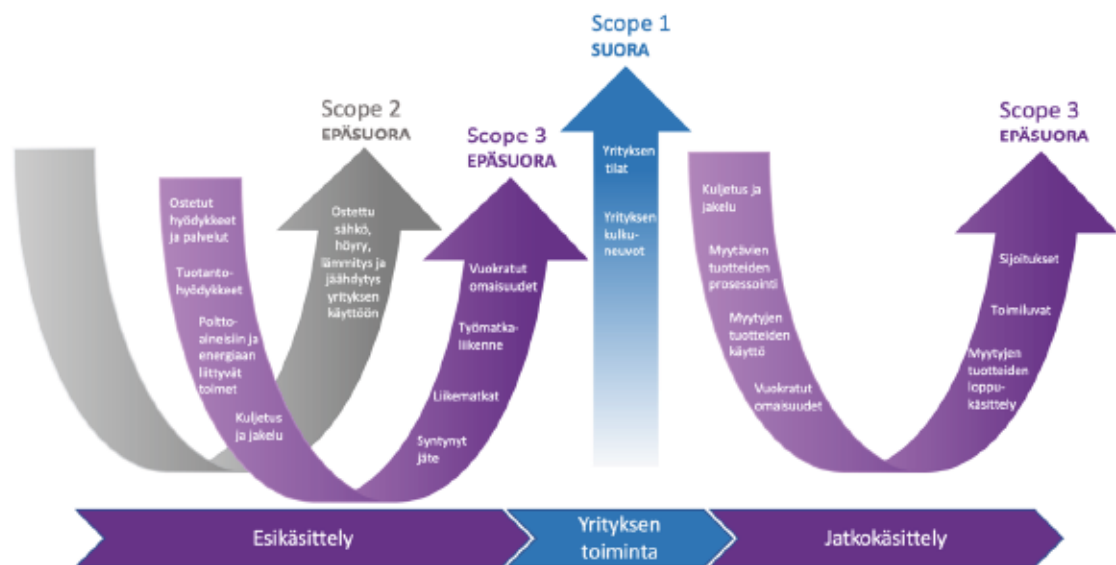 Scope 1
SUORA
Scope 2
EPÄSUORA
Scope 3
EPÄSUORA
Scope 3
EPÄSUORA
Ostetut
hyödykkeet
ja palvelut
Tuotanto-
hyödykkeet
Poltto-
aineisiin ja
energiaan
liittyvät
toimet
Kuljetus
ja jakelu
Ostettu
sähkö,
höyry,
lämmitys ja
jäähdytys
yrityksen
käyttöön
Vuokratut
omaisuudet
Työmatka-
liikenne
Liikematkat
Syntynyt
jäte
Yrityksen
tilat
Yrityksen
kulku-
neuvot
Kuljetus ja
jakelu
Myytävien
tuotteiden
prosessointi
Myytyjen
tuotteiden
käyttö
Vuokratut
omaisuudet
Sijoitukset
Toimiluvat
Myytyjen
tuotteiden
loppu-
käsittely
Esikäsittely
Yrityksen
toiminta
Jatkokäsittely